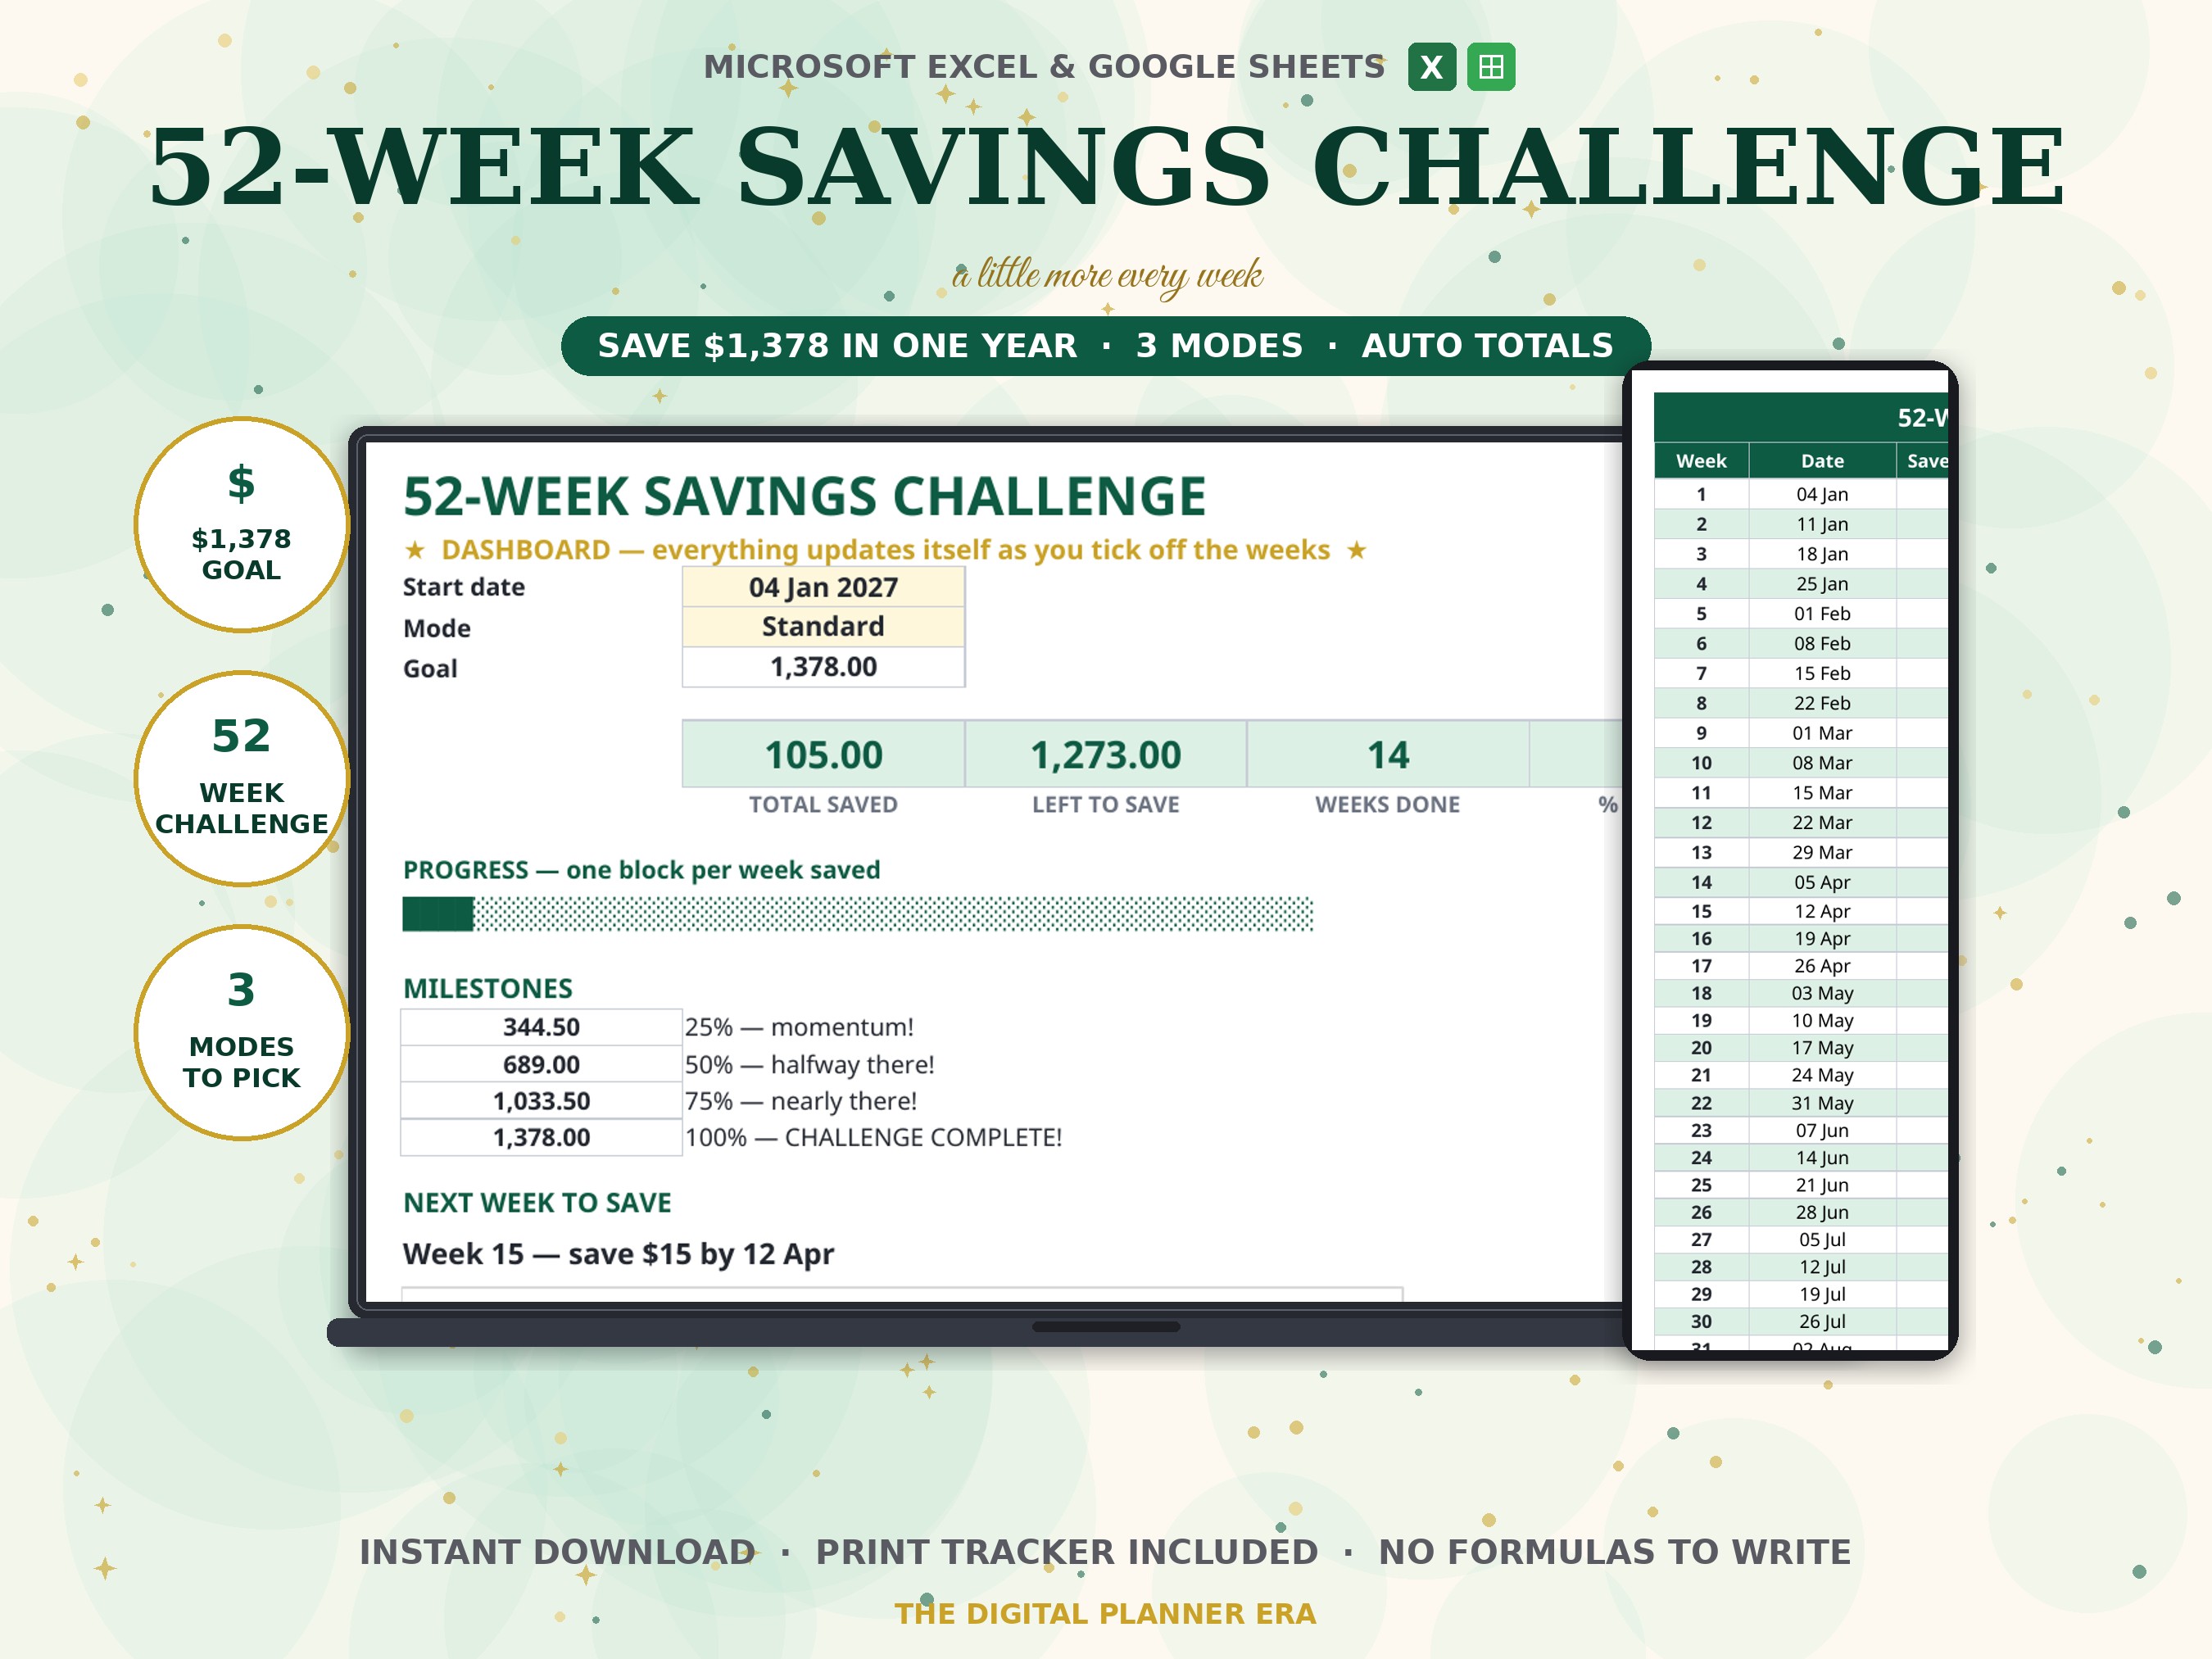 MICROSOFT EXCEL & GOOGLE SHEETS X
52-WEEK SAVINGS CHALLENGE
a little more every week
SAVE $1,378 IN ONE YEAR · 3 MODES · AUTO TOTALS
$
$1,378
GOAL
52
WEEK
CHALLENGE
3
MODES
TO PICK
52-WEEK SAVINGS CHALLENGE
★ DASHBOARD — everything updates itself as you tick off the weeks ★
Start date 04 Jan 2027
Mode Standard
Goal 1,378.00
105.00 1,273.00 14
TOTAL SAVED LEFT TO SAVE WEEKS DONE %
PROGRESS — one block per week saved
MILESTONES
344.50 25% — momentum!
689.00 50% — halfway there!
1,033.50 75% — nearly there!
1,378.00 100% — CHALLENGE COMPLETE!
NEXT WEEK TO SAVE
Week 15 — save $15 by 12 Apr
52-W
Week Date Save
1 04 Jan
2 11 Jan
3 18 Jan
4 25 Jan
5 01 Feb
6 08 Feb
7 15 Feb
8 22 Feb
9 01 Mar
10 08 Mar
11 15 Mar
12 22 Mar
13 29 Mar
14 05 Apr
15 12 Apr
16 19 Apr
17 26 Apr
18 03 May
19 10 May
20 17 May
21 24 May
22 31 May
23 07 Jun
24 14 Jun
25 21 Jun
26 28 Jun
27 05 Jul
28 12 Jul
29 19 Jul
30 26 Jul
31 02 Aug
INSTANT DOWNLOAD · PRINT TRACKER INCLUDED · NO FORMULAS TO WRITE
THE DIGITAL PLANNER ERA